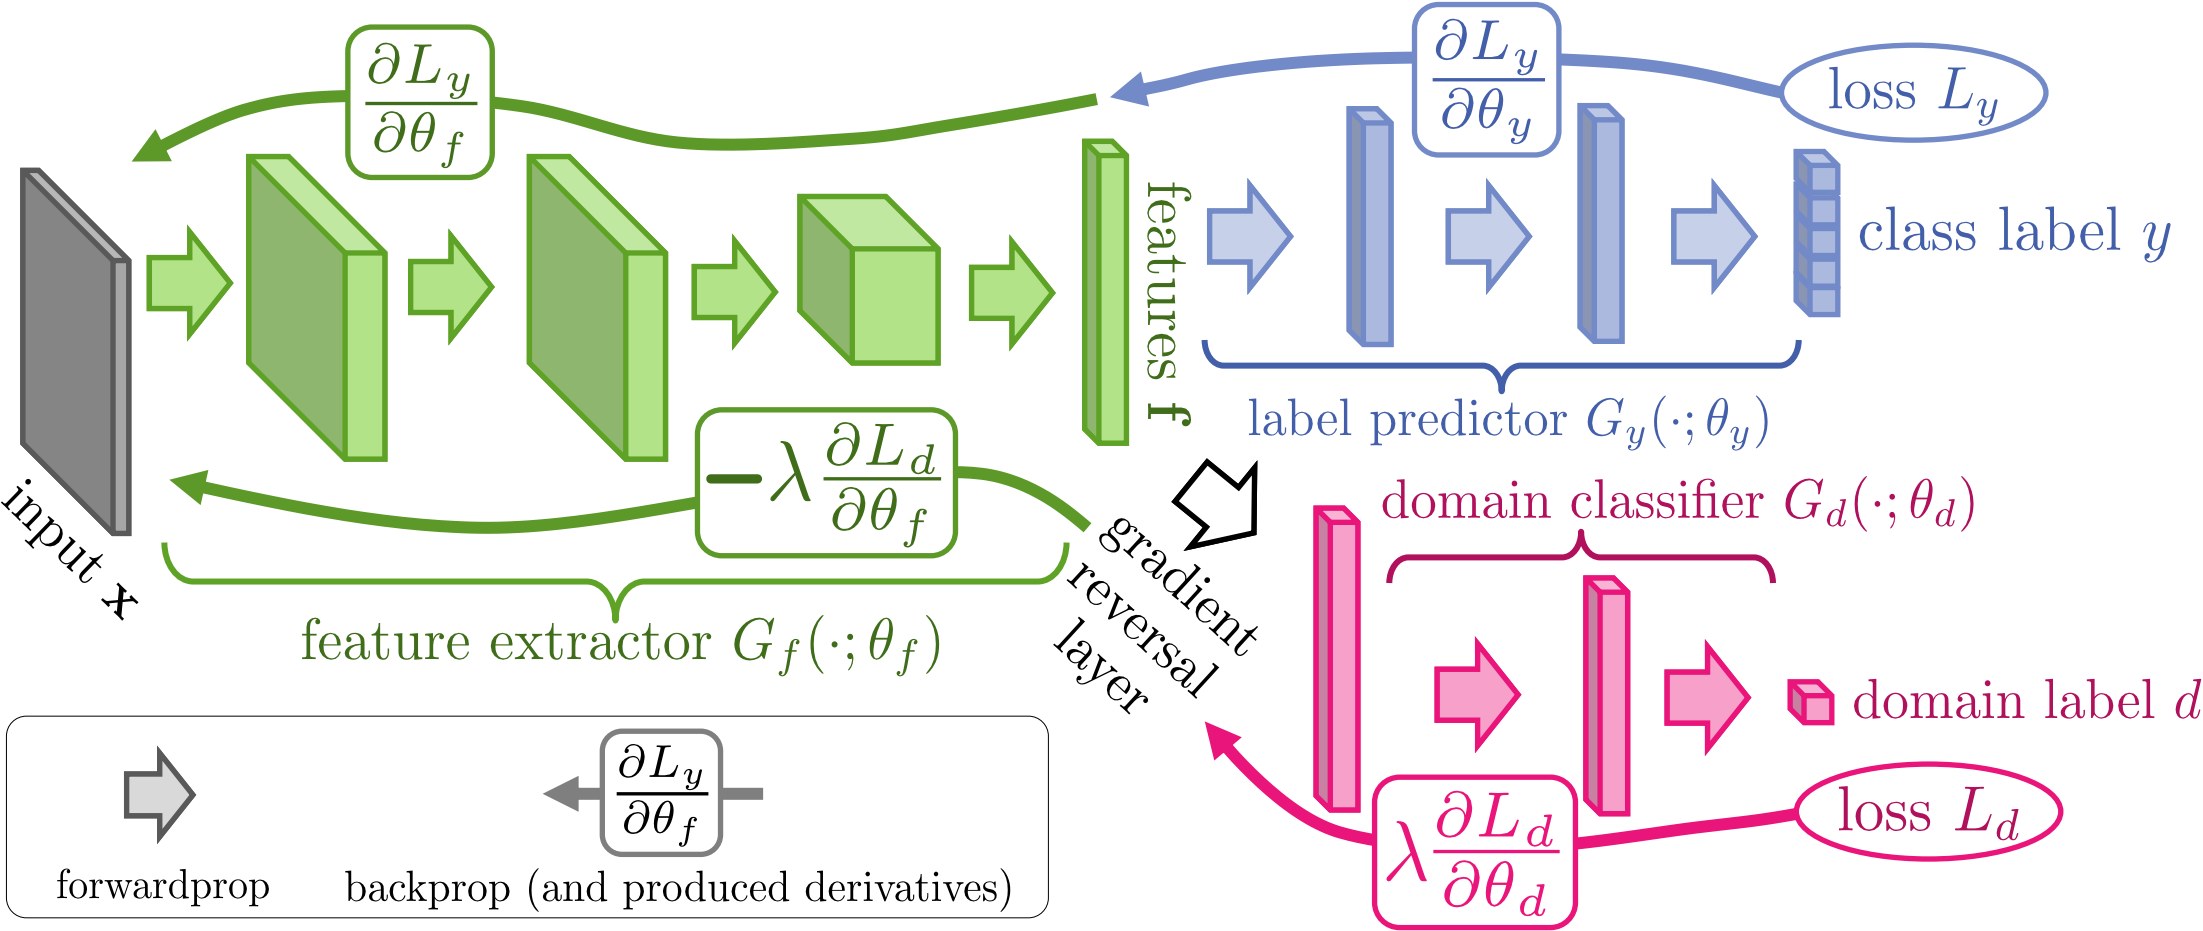 ∂L_y
∂θ_f
∂L_y
∂θ_y
loss L_y
class label y
features f
label predictor G_y(·; θ_y)
−λ ∂L_d
∂θ_f
input x
feature extractor G_f(·; θ_f)
gradient
reversal
layer
domain classifier G_d(·; θ_d)
domain label d
loss L_d
λ ∂L_d
∂θ_d
∂L_y
∂θ_f
forwardprop
backprop (and produced derivatives)